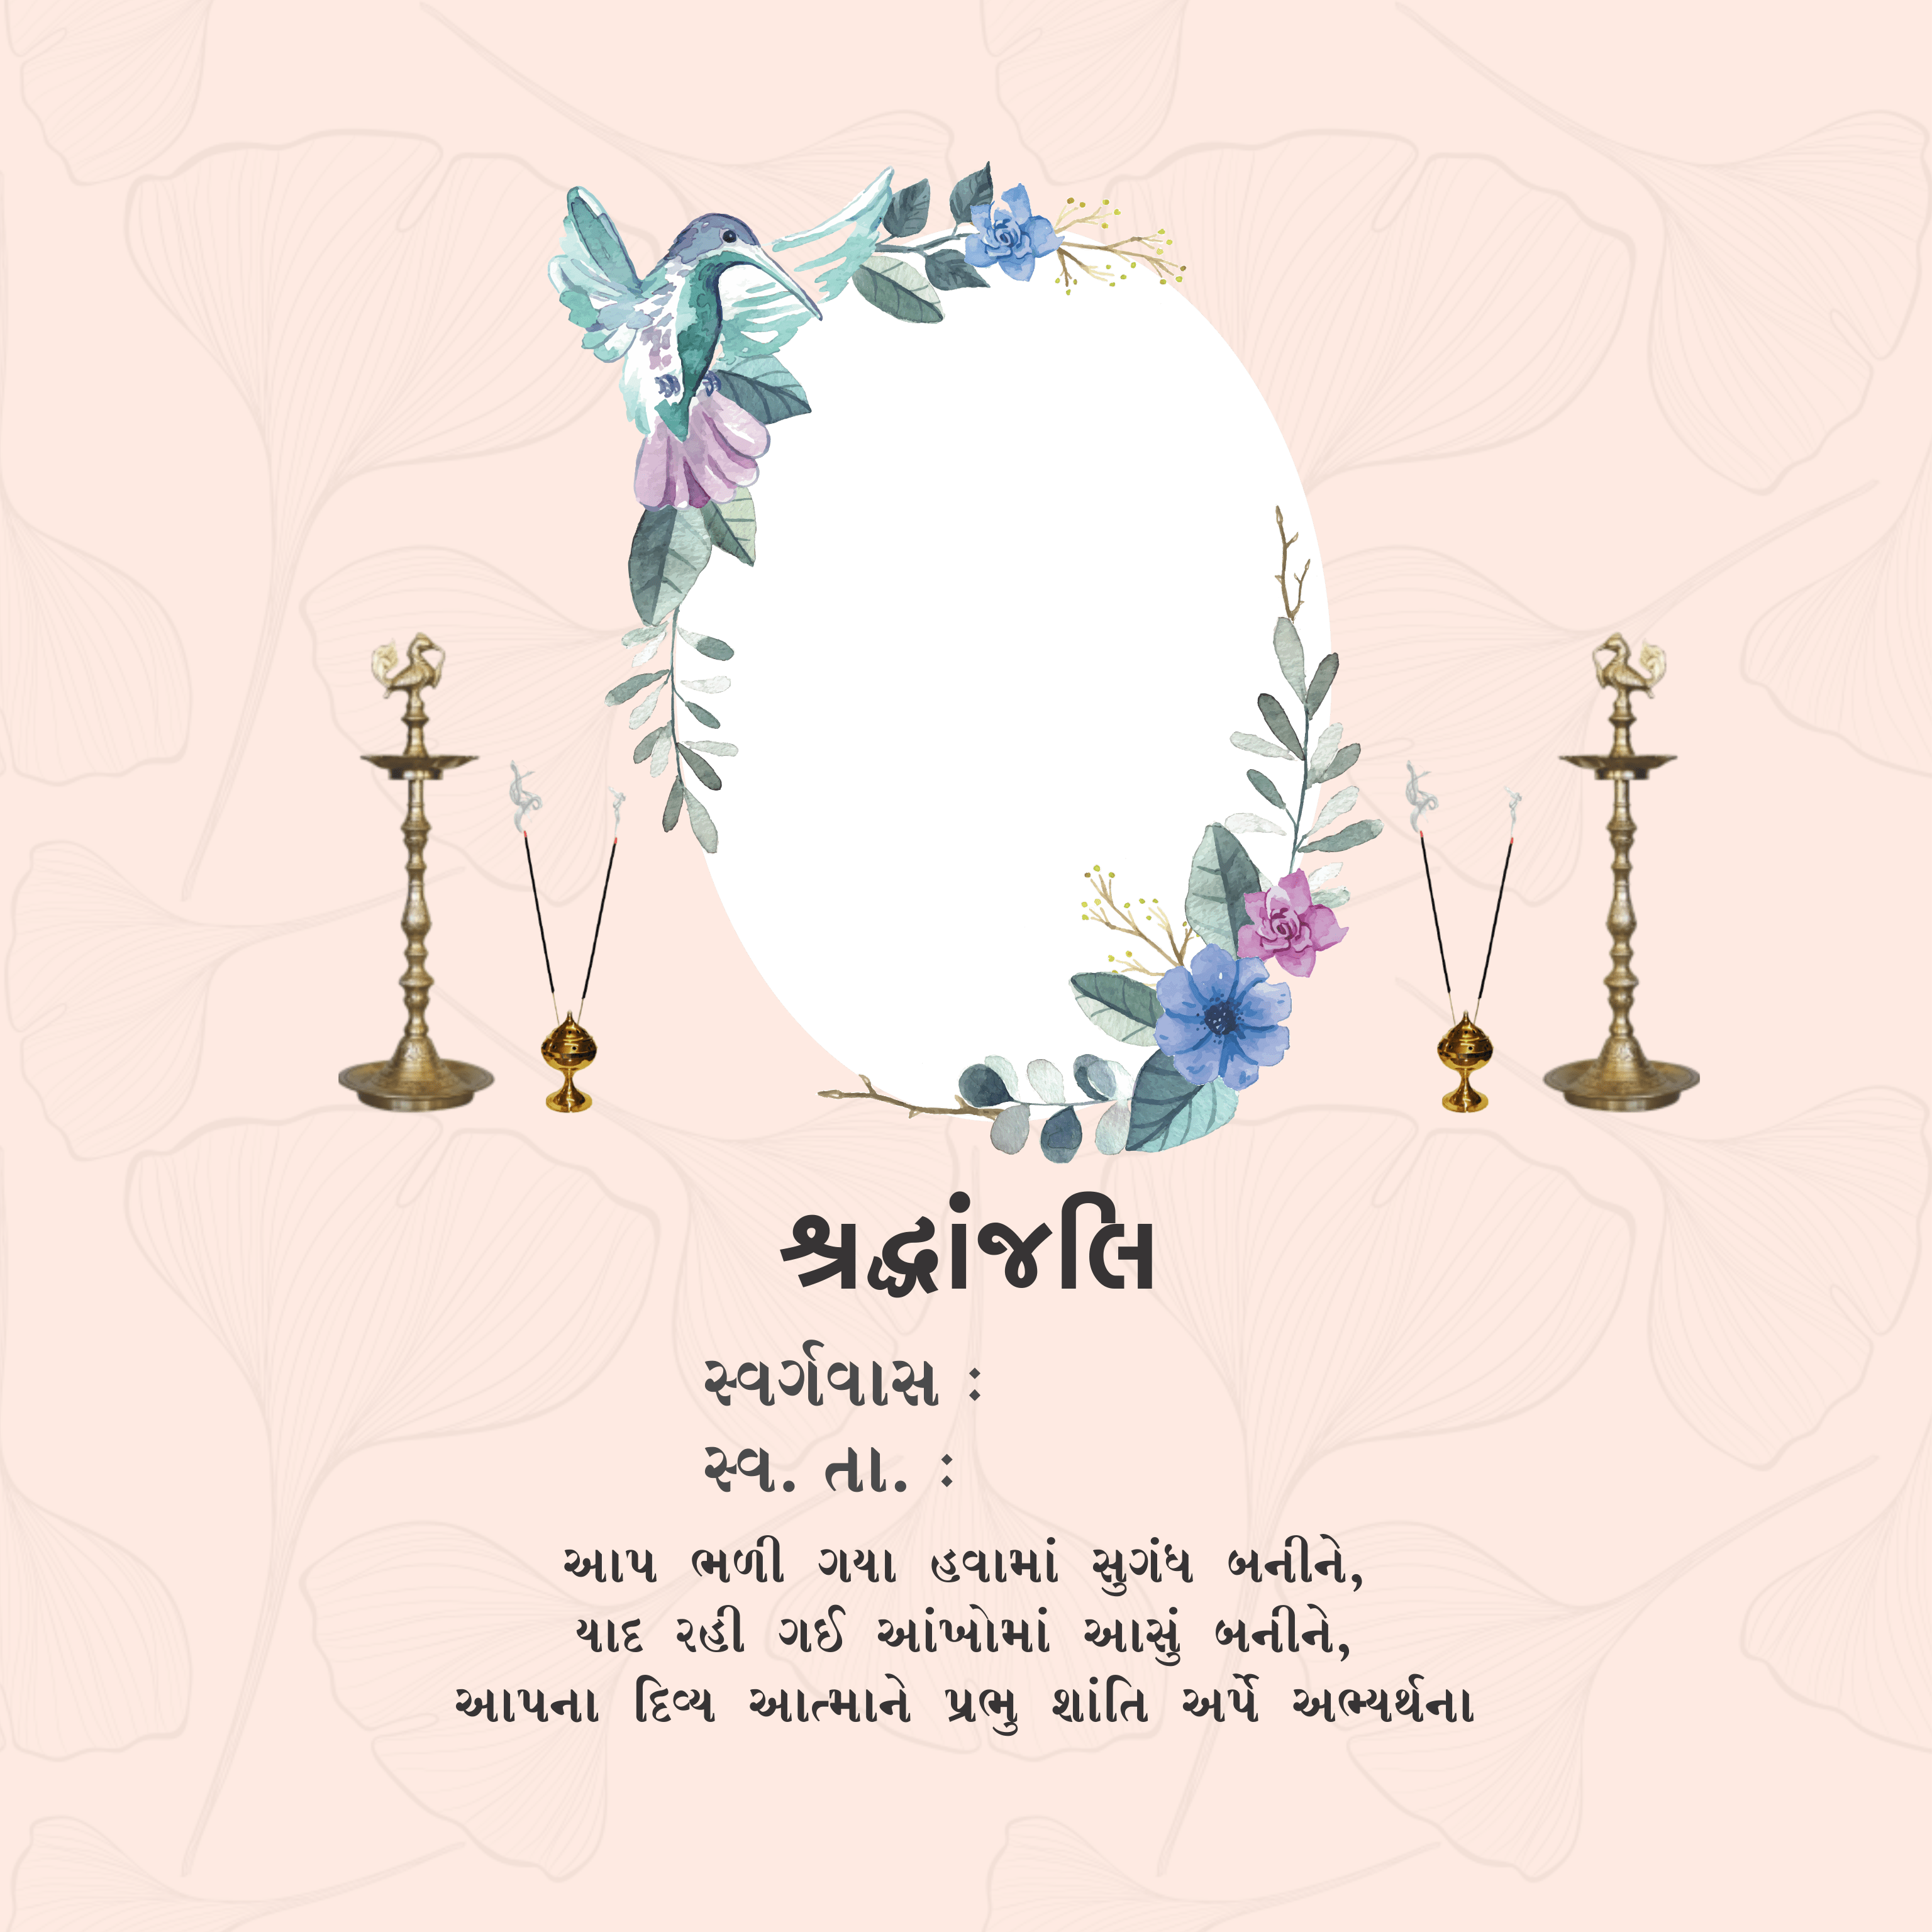 શ્રદ્ધાંજલિ
સ્વર્ગવાસ :
સ્વ. તા. :
આપ ભળી ગયા હવામાં સુગંધ બનીને,
યાદ રહી ગઈ આંખોમાં આસું બનીને,
આપના દિવ્ય આત્માને પ્રભુ શાંતિ અર્પે અભ્યર્થના